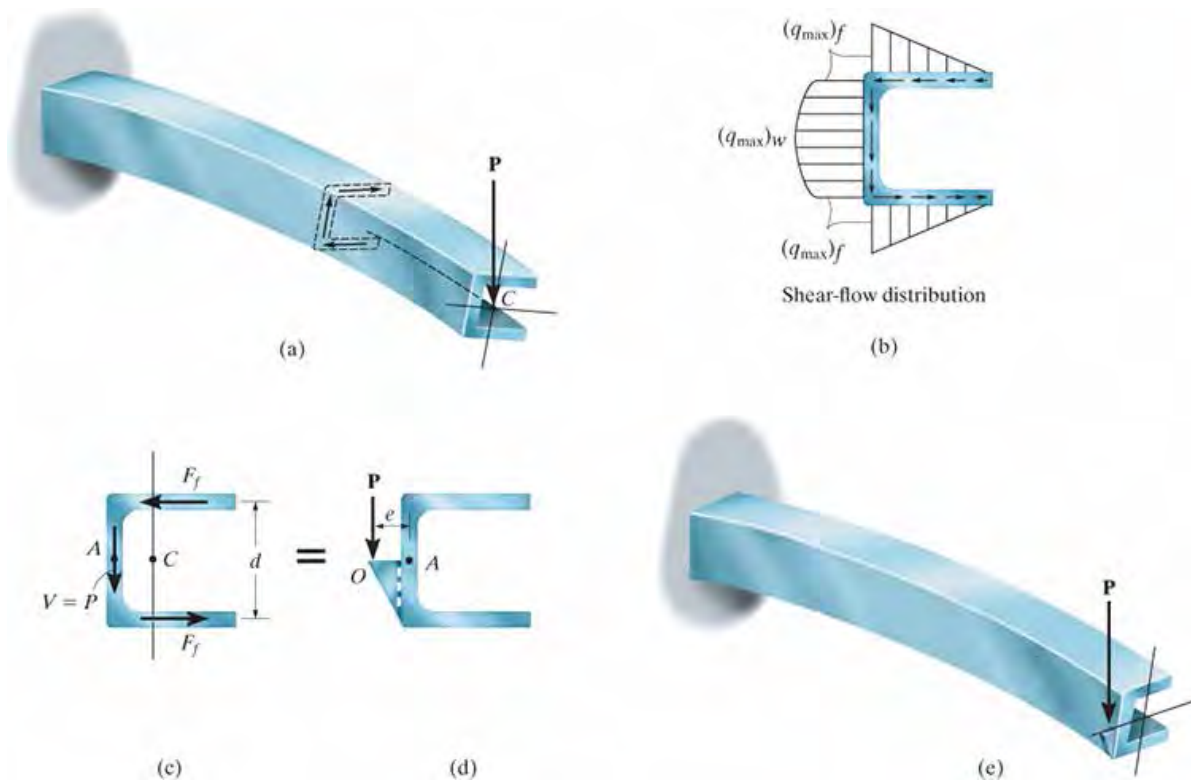 P
C
(a)
(qmax)f
(qmax)w
(qmax)f
Shear-flow distribution
(b)
Ff
A
C
d
V = P
Ff
(c)
=
P
e
O
A
(d)
P
(e)